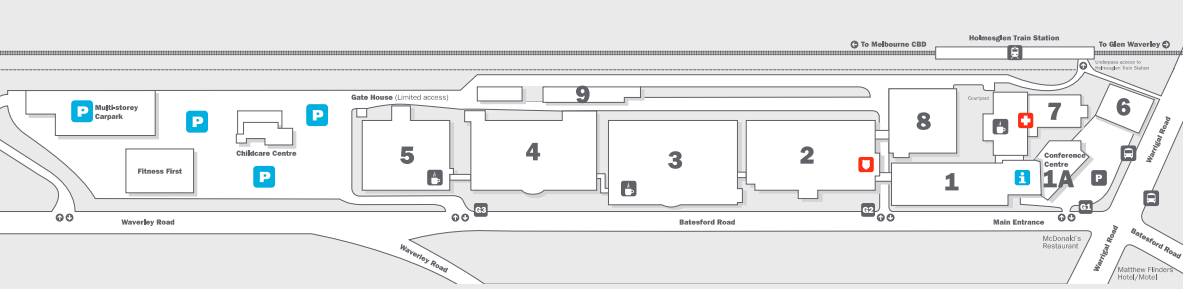 Holmesglen Train Station
To Melbourne CBD
To Glen Waverley
Underpass access to
Holmesglen Train Station
Gate House (Limited access)
9
Courtyard
P
Multi-storey
Carpark
P
P
Childcare Centre
P
Fitness First
5
4
3
2
8
7
6
1
i
1A
Conference
Centre
P
Warrigal Road
G3
G2
G1
Waverley Road
Batesford Road
Main Entrance
Waverley Road
McDonald's
Restaurant
Warrigal Road
Batesford Road
Matthew Flinders
Hotel/Motel